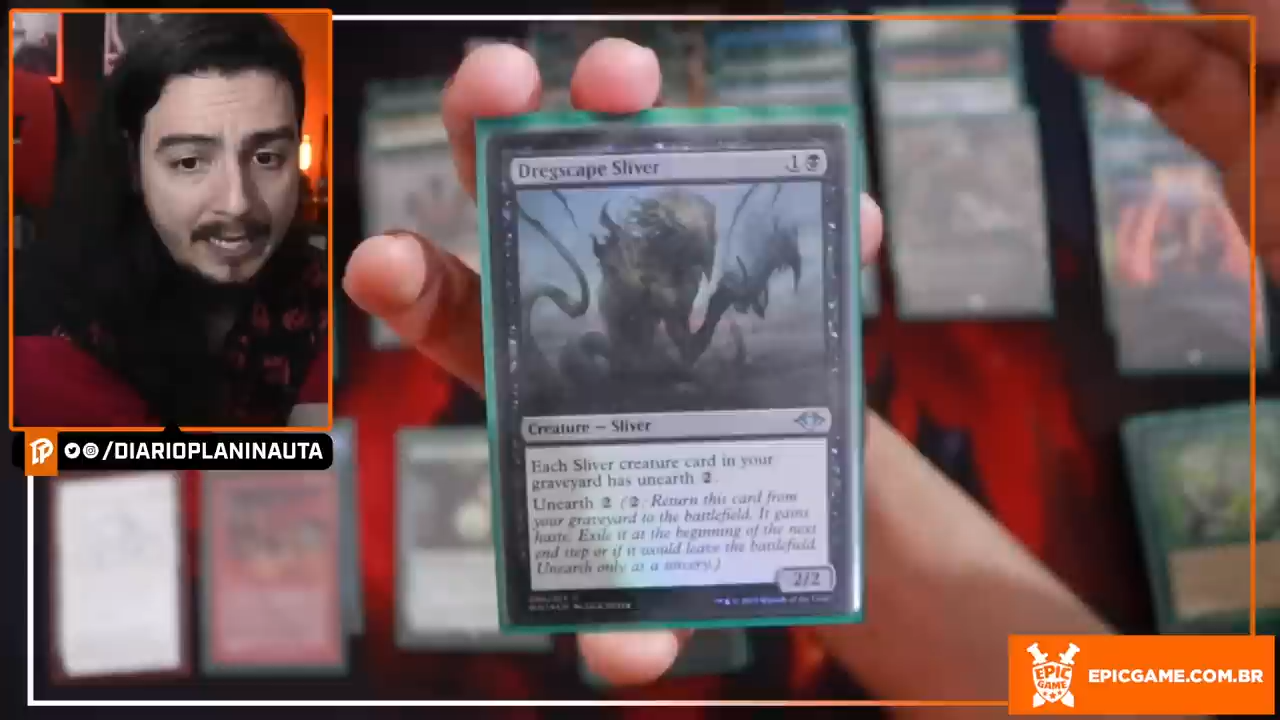 Dregscape Sliver 1
Creature — Sliver
Each Sliver creature card in your
graveyard has unearth 2.
Unearth 2 (2: Return this card from
your graveyard to the battlefield. It gains
haste. Exile it at the beginning of the next
end step or if it would leave the battlefield.
Unearth only as a sorcery.)
2/2
/DIARIOPLANINAUTA
EPIC
GAME
EPICGAME.COM.BR